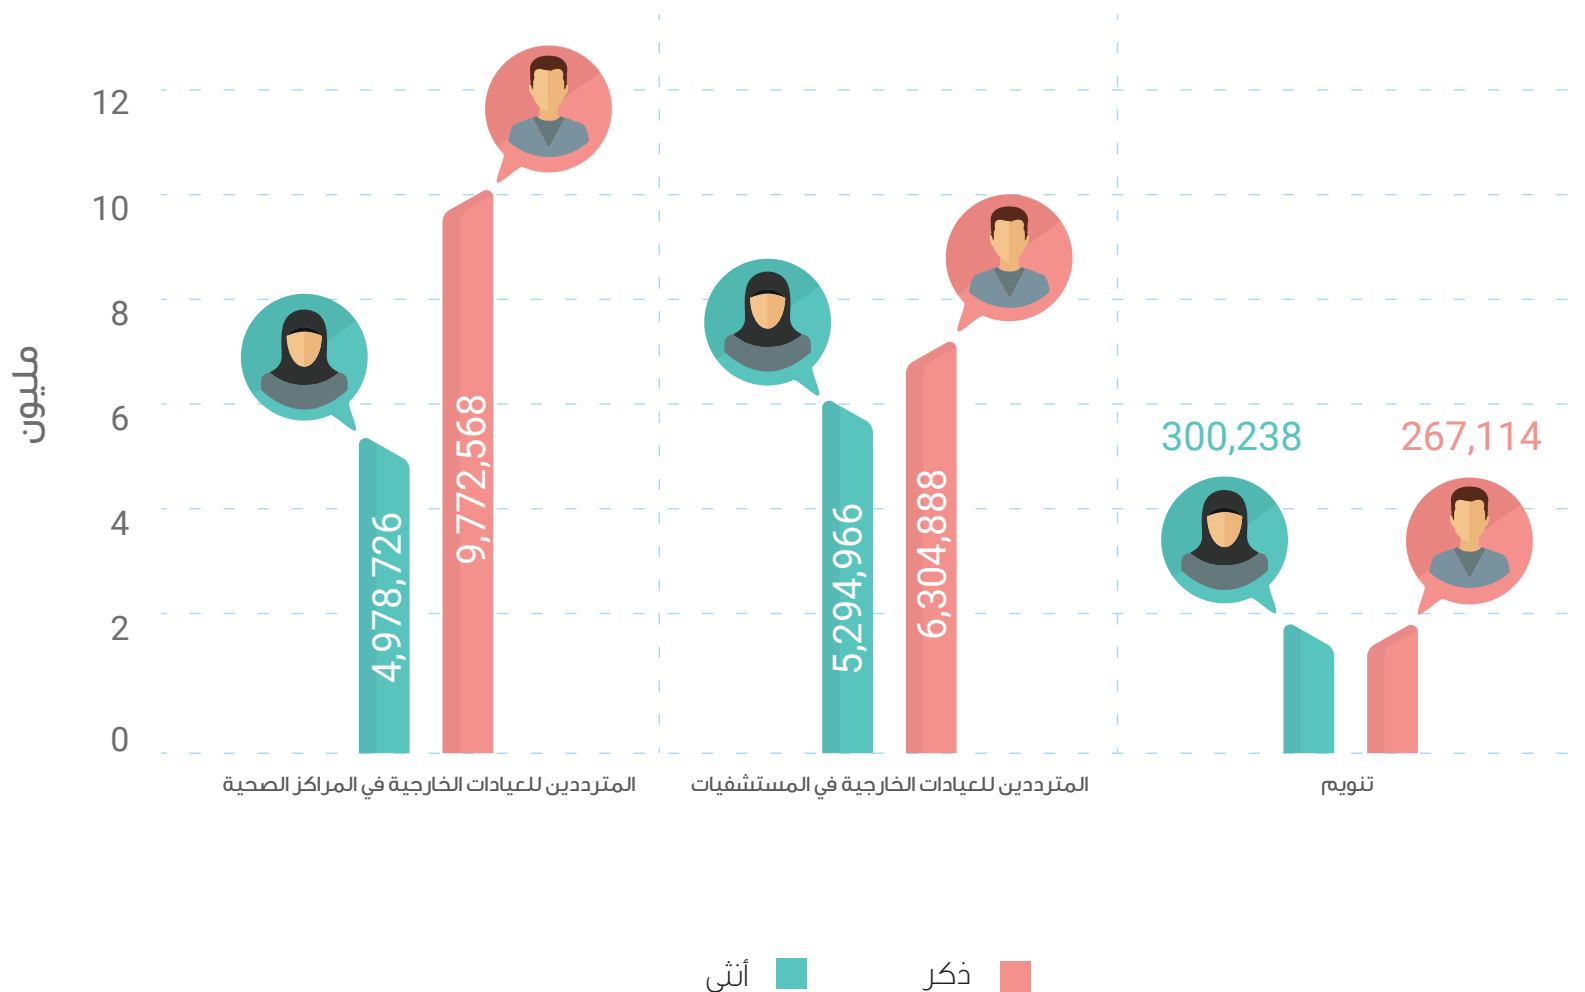 12
10
8
6
4
2
0
مليون
4,978,726
9,772,568
5,294,966
6,304,888
300,238
267,114
المترددين للعيادات الخارجية في المراكز الصحية
المترددين للعيادات الخارجية في المستشفيات
تنويم
ذكر
أنثى